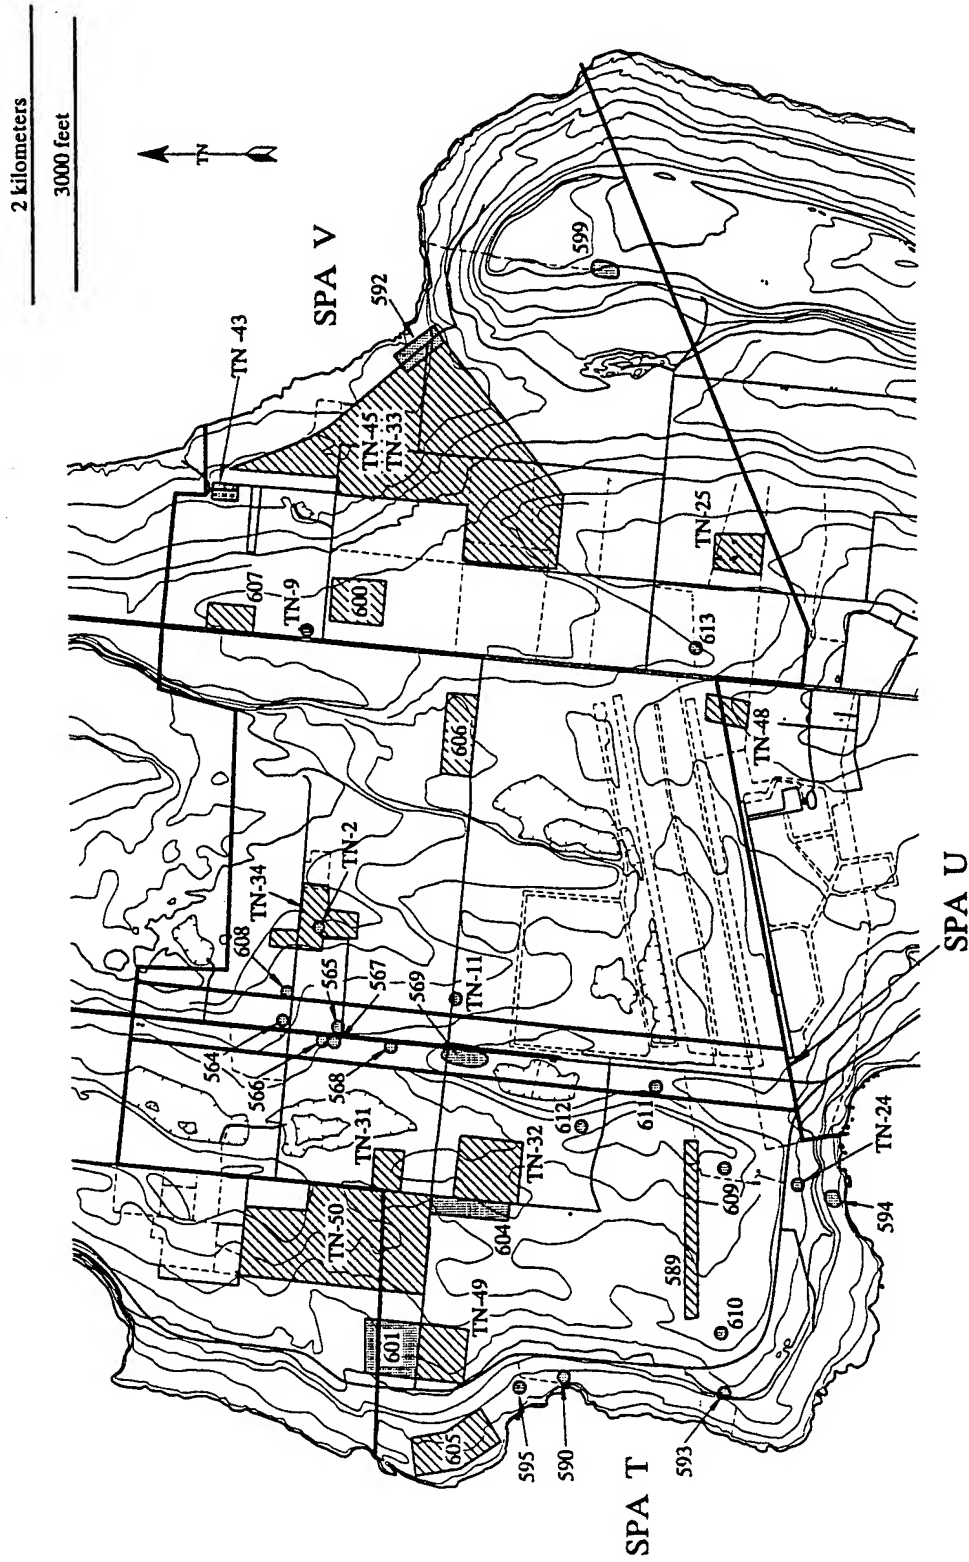 2 kilometers
3000 feet
TN
SPA V
592
599
TN -43
TN-45
TN-33
TN-25
607
TN-9
600
613
606
TN-48
TN-34
TN-2
608
565
567
569
TN-11
564
566
568
TN-31
612
611
TN-32
TN-50
604
609
TN-24
594
589
601
TN-49
610
605
595
590
593
SPA T
SPA U